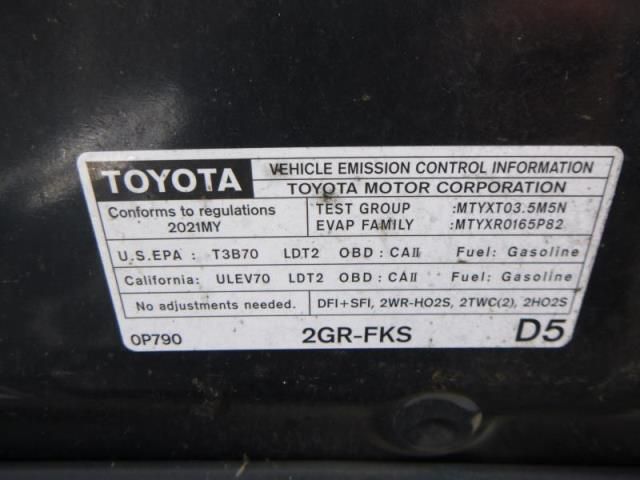 TOYOTA
VEHICLE EMISSION CONTROL INFORMATION
TOYOTA MOTOR CORPORATION
Conforms to regulations
2021MY
TEST GROUP :MTYXT03.5M5N
EVAP FAMILY :MTYXR0165P82
U.S.EPA : T3B70 LDT2 OBD : CAII Fuel: Gasoline
California: ULEV70 LDT2 OBD : CAII Fuel: Gasoline
No adjustments needed. DFI+SFI, 2WR-HO2S, 2TWC(2), 2HO2S
0P790 2GR-FKS D5